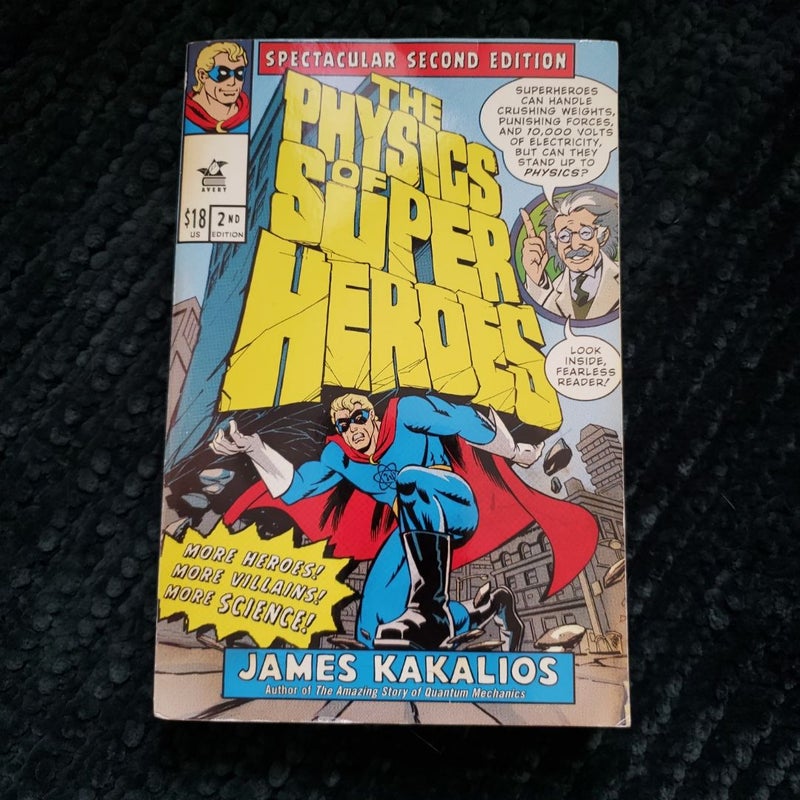 SPECTACULAR SECOND EDITION
THE
PHYSICS
OF
SUPER
HEROES
SUPERHEROES
CAN HANDLE
CRUSHING WEIGHTS,
PUNISHING FORCES,
AND 10,000 VOLTS
OF ELECTRICITY,
BUT CAN THEY
STAND UP TO
PHYSICS?
AVERY
$18 2ND
US EDITION
LOOK
INSIDE,
FEARLESS
READER!
MORE HEROES!
MORE VILLAINS!
MORE SCIENCE!
JAMES KAKALIOS
Author of The Amazing Story of Quantum Mechanics